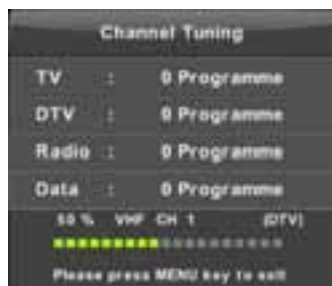 Channel Tuning
TV : 0 Programme
DTV : 0 Programme
Radio : 0 Programme
Data : 0 Programme
50 % VHF CH 1 (DTV)
Please press MENU key to exit